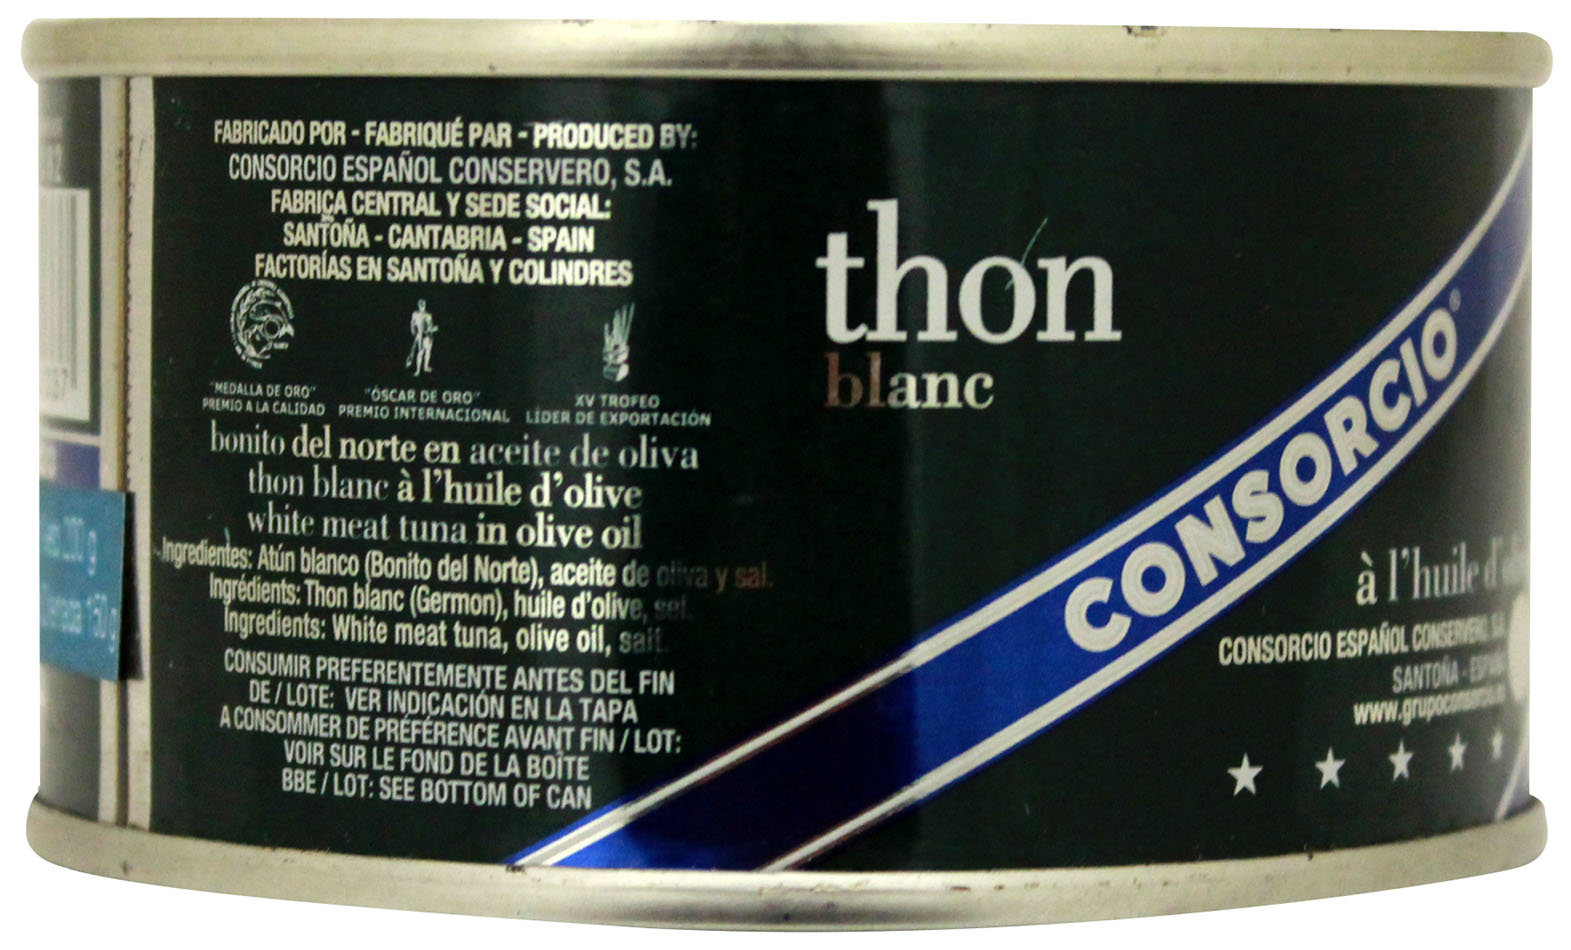 FABRICADO POR - FABRIQUÉ PAR - PRODUCED BY:
CONSORCIO ESPAÑOL CONSERVERO, S.A.
FABRICA CENTRAL Y SEDE SOCIAL:
SANTOÑA - CANTABRIA - SPAIN
FACTORÍAS EN SANTOÑA Y COLINDRES
"MEDALLA DE ORO"
PREMIO A LA CALIDAD
"ÓSCAR DE ORO"
PREMIO INTERNACIONAL
XV TROFEO
LÍDER DE EXPORTACIÓN
bonito del norte en aceite de oliva
thon blanc à l'huile d'olive
white meat tuna in olive oil
Ingredientes: Atún blanco (Bonito del Norte), aceite de oliva y sal.
Ingrédients: Thon blanc (Germon), huile d'olive, sel.
Ingredients: White meat tuna, olive oil, salt.
CONSUMIR PREFERENTEMENTE ANTES DEL FIN
DE / LOTE: VER INDICACIÓN EN LA TAPA
A CONSOMMER DE PRÉFÉRENCE AVANT FIN / LOT:
VOIR SUR LE FOND DE LA BOÎTE
BBE / LOT: SEE BOTTOM OF CAN
thon
blanc
CONSORCIO®
à l'huile
CONSORCIO ESPAÑOL CONSERVERO, S.A.
SANTOÑA - ESPAÑA